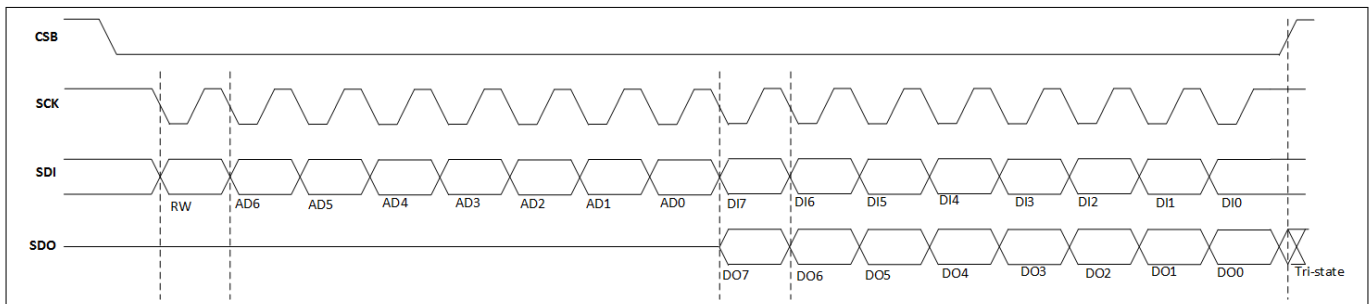 CSB
SCK
SDI
RW AD6 AD5 AD4 AD3 AD2 AD1 AD0 DI7 DI6 DI5 DI4 DI3 DI2 DI1 DI0
SDO
DO7 DO6 DO5 DO4 DO3 DO2 DO1 DO0 Tri-state